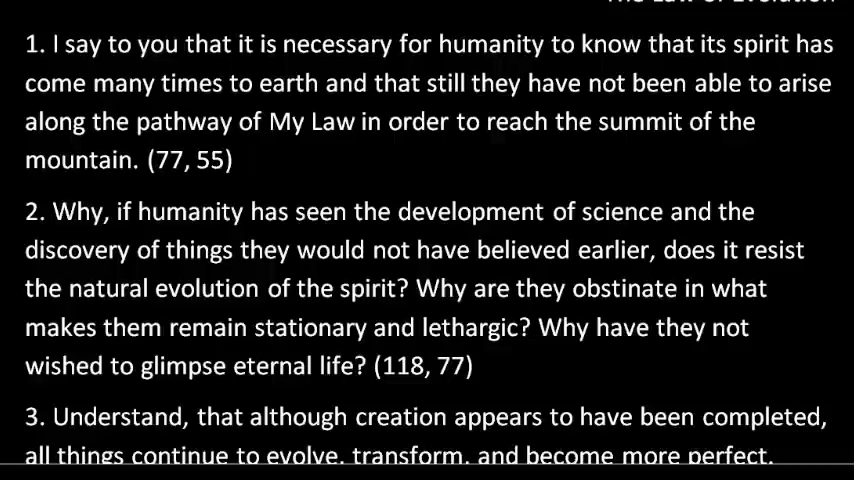 The Law of Evolution
1. I say to you that it is necessary for humanity to know that its spirit has
come many times to earth and that still they have not been able to arise
along the pathway of My Law in order to reach the summit of the
mountain. (77, 55)
2. Why, if humanity has seen the development of science and the
discovery of things they would not have believed earlier, does it resist
the natural evolution of the spirit? Why are they obstinate in what
makes them remain stationary and lethargic? Why have they not
wished to glimpse eternal life? (118, 77)
3. Understand, that although creation appears to have been completed,
all things continue to evolve, transform, and become more perfect.